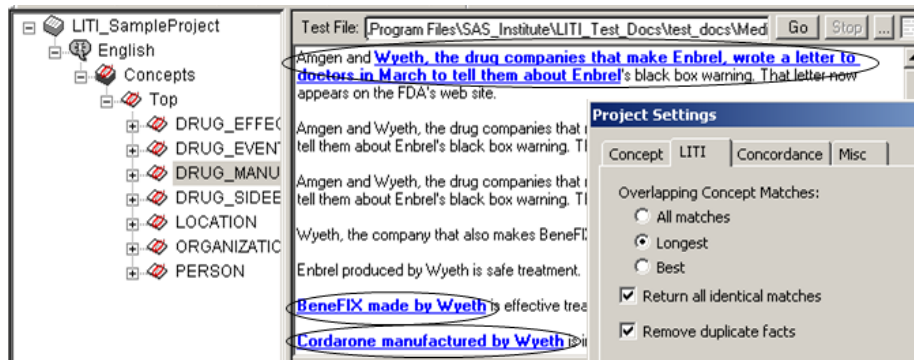 LITI_SampleProject
English
Concepts
Top
DRUG_EFFEC
DRUG_EVENT
DRUG_MANU
DRUG_SIDEE
LOCATION
ORGANIZATIC
PERSON
Test File: Program Files\SAS_Institute\LITI_Test_Docs\test_docs\Medi Go Stop ...
Amgen and Wyeth, the drug companies that make Enbrel, wrote a letter to
doctors in March to tell them about Enbrel's black box warning. That letter now
appears on the FDA's web site.
Amgen and Wyeth, the drug companies that
tell them about Enbrel's black box warning. Th
Amgen and Wyeth, the drug companies that
tell them about Enbrel's black box warning. Th
Wyeth, the company that also makes BeneFIX
Enbrel produced by Wyeth is safe treatment.
BeneFIX made by Wyeth is effective trea
Cordarone manufactured by Wyeth is
Project Settings
Concept LITI Concordance Misc
Overlapping Concept Matches:
All matches
Longest
Best
Return all identical matches
Remove duplicate facts